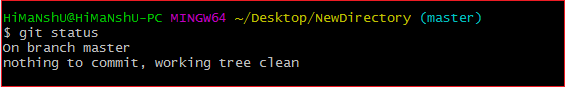 HiMaNshU@HiMaNshU-PC MINGW64 ~/Desktop/NewDirectory (master)
$ git status
On branch master
nothing to commit, working tree clean